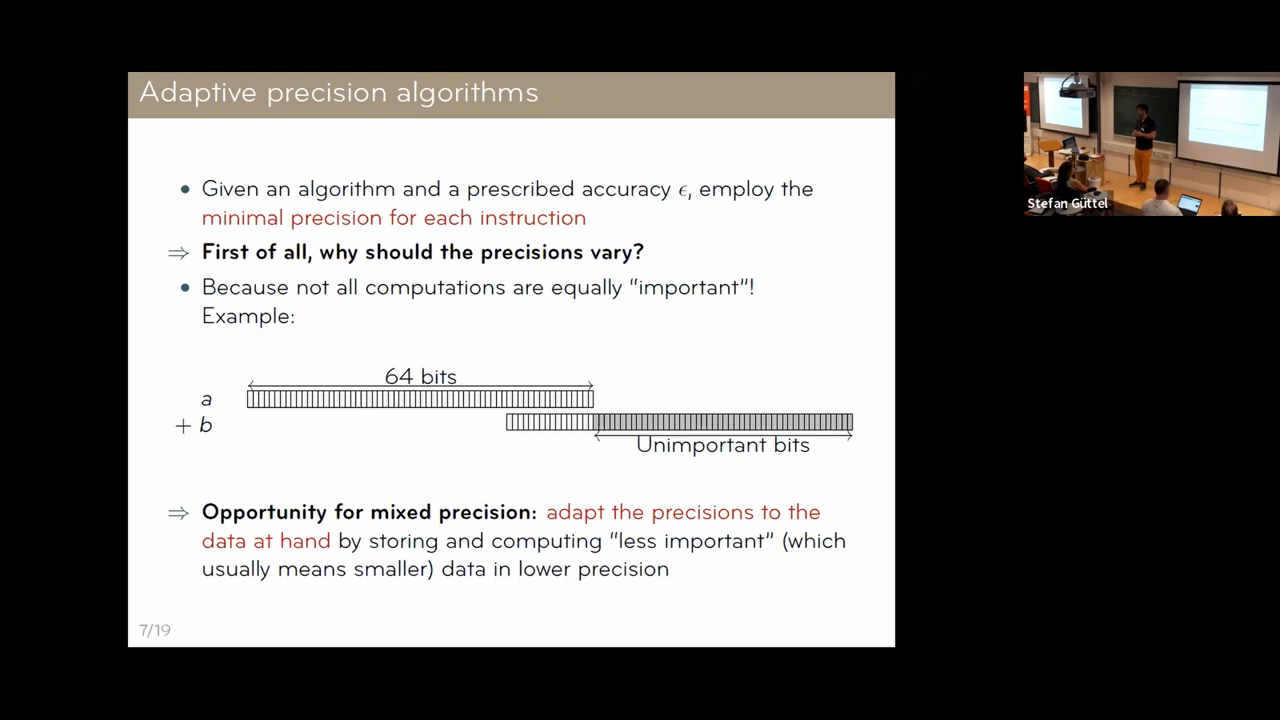 Adaptive precision algorithms
• Given an algorithm and a prescribed accuracy ϵ, employ the
minimal precision for each instruction
⇒ First of all, why should the precisions vary?
• Because not all computations are equally “important”!
Example:
64 bits
a
+ b
Unimportant bits
⇒ Opportunity for mixed precision: adapt the precisions to the
data at hand by storing and computing “less important” (which
usually means smaller) data in lower precision
7/19
Stefan Güttel